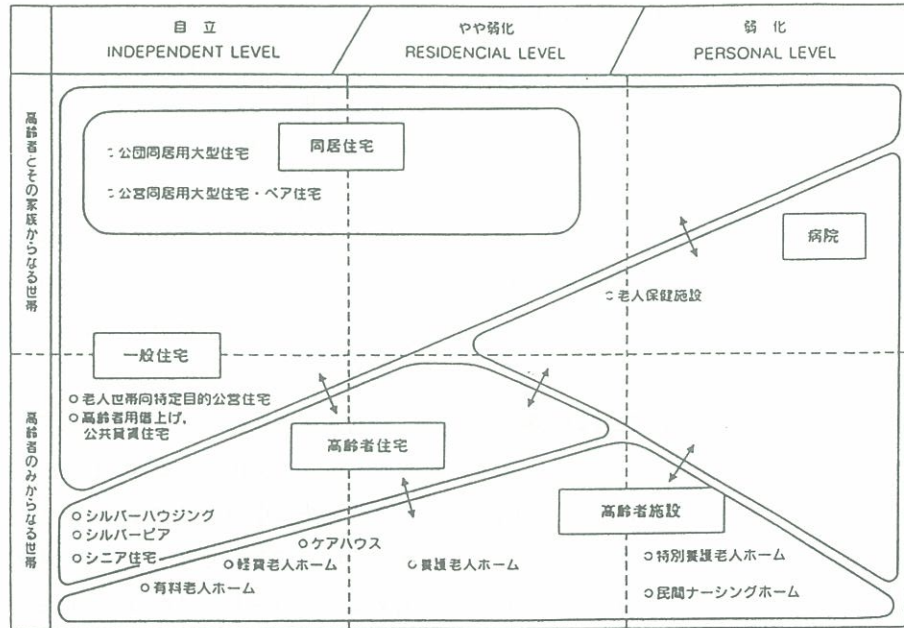 自立
INDEPENDENT LEVEL
やや弱化
RESIDENCIAL LEVEL
弱化
PERSONAL LEVEL
高齢者とその家族からなる世帯
同居住宅
公団同居用大型住宅
公営同居用大型住宅・ペア住宅
病院
老人保健施設
一般住宅
○老人世帯向特定目的公営住宅
○高齢者用借上げ,
公共賃貸住宅
高齢者のみからなる世帯
高齢者住宅
○シルバーハウジング
○シルバーピア
○シニア住宅
高齢者施設
○ケアハウス
○軽費老人ホーム
○養護老人ホーム
○有料老人ホーム
○特別養護老人ホーム
○民間ナーシングホーム